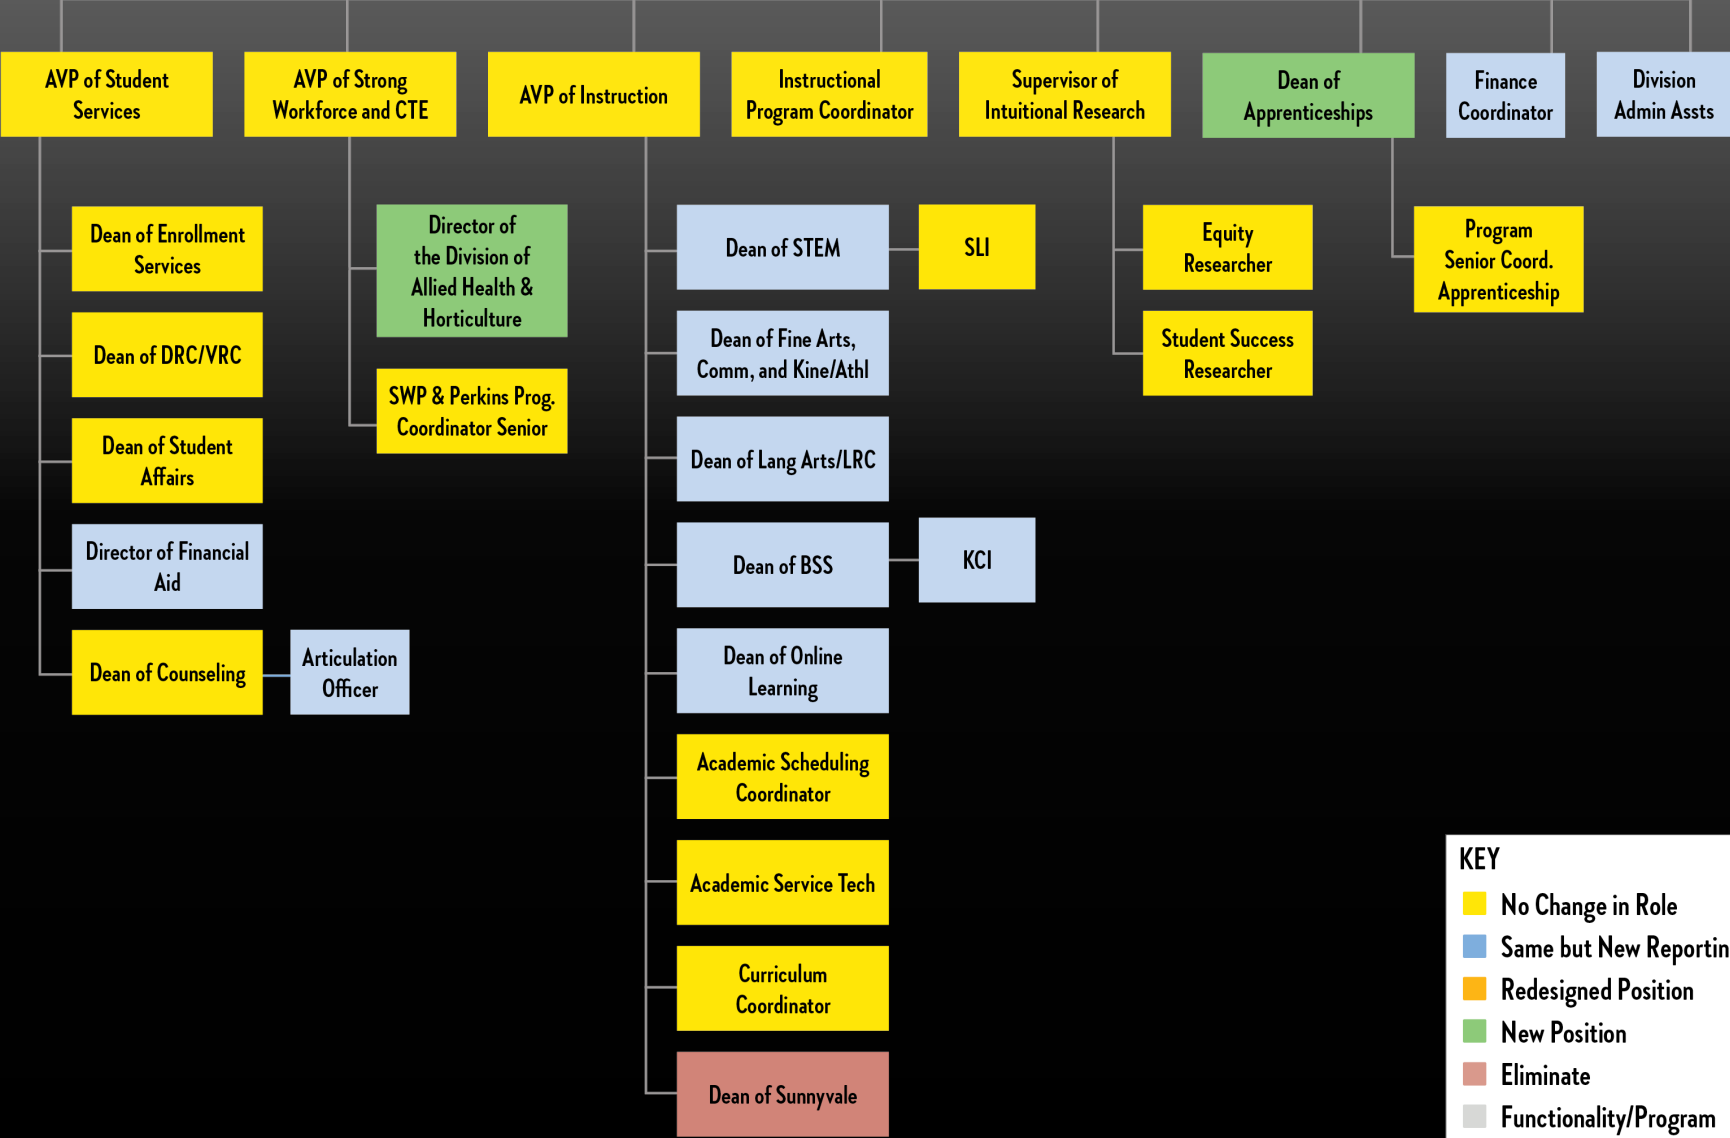 AVP of Student
Services
AVP of Strong
Workforce and CTE
AVP of Instruction
Instructional
Program Coordinator
Supervisor of
Intuitional Research
Dean of
Apprenticeships
Finance
Coordinator
Division
Admin Assts
Dean of Enrollment
Services
Dean of DRC/VRC
Dean of Student
Affairs
Director of Financial
Aid
Dean of Counseling
Articulation
Officer
Director of
the Division of
Allied Health &
Horticulture
SWP & Perkins Prog.
Coordinator Senior
Dean of STEM
SLI
Dean of Fine Arts,
Comm, and Kine/Athl
Dean of Lang Arts/LRC
Dean of BSS
KCI
Dean of Online
Learning
Academic Scheduling
Coordinator
Academic Service Tech
Curriculum
Coordinator
Dean of Sunnyvale
Equity
Researcher
Student Success
Researcher
Program
Senior Coord.
Apprenticeship
KEY
No Change in Role
Same but New Reportin
Redesigned Position
New Position
Eliminate
Functionality/Program